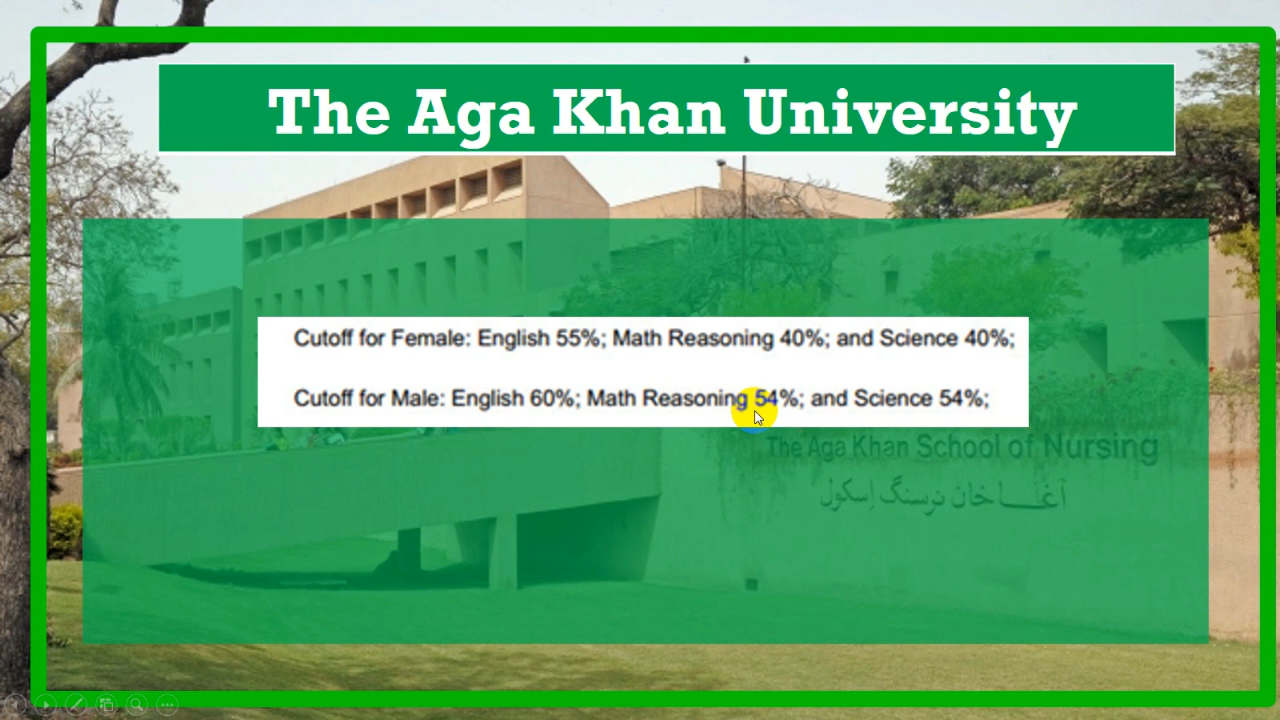 The Aga Khan University
Cutoff for Female: English 55%; Math Reasoning 40%; and Science 40%;
Cutoff for Male: English 60%; Math Reasoning 54%; and Science 54%;
The Aga Khan School of Nursing
آغا خان نرسنگ اِسکول